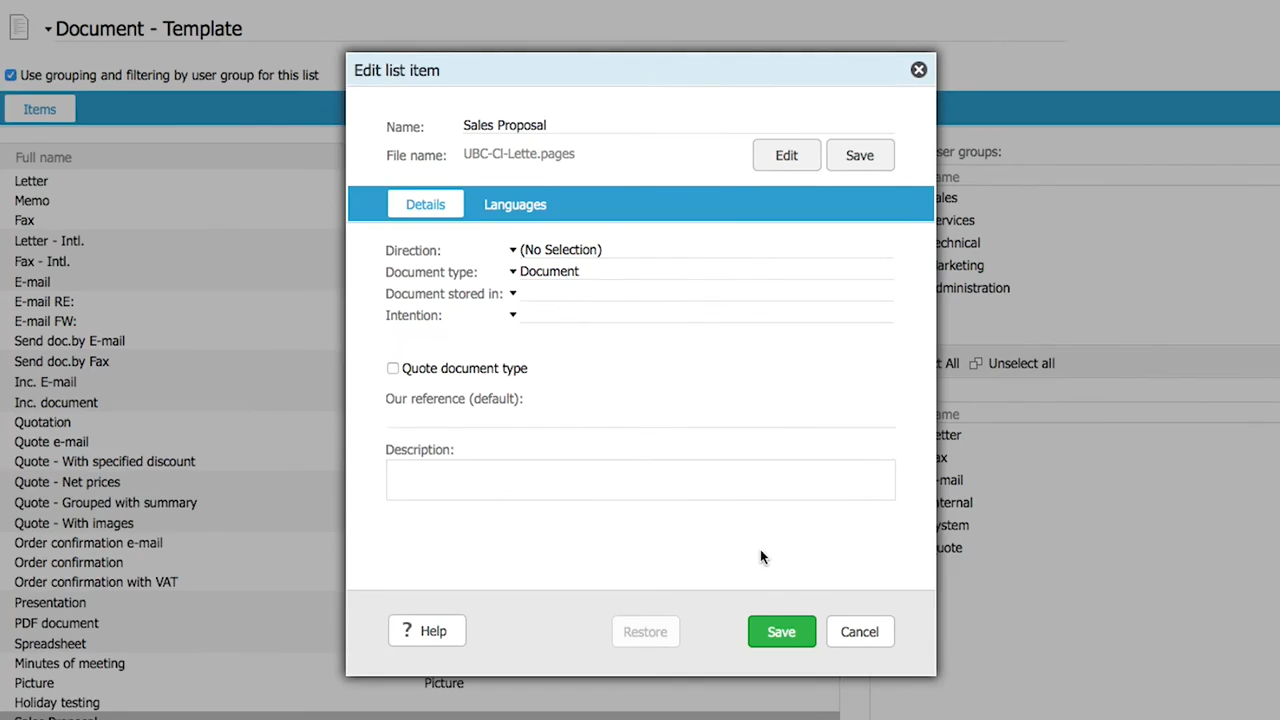 Document - Template
Use grouping and filtering by user group for this list
Items
Full name
Letter
Memo
Fax
Letter - Intl.
Fax - Intl.
E-mail
E-mail RE:
E-mail FW:
Send doc.by E-mail
Send doc.by Fax
Inc. E-mail
Inc. document
Quotation
Quote e-mail
Quote - With specified discount
Quote - Net prices
Quote - Grouped with summary
Quote - With images
Order confirmation e-mail
Order confirmation
Order confirmation with VAT
Presentation
PDF document
Spreadsheet
Minutes of meeting
Picture
Picture
Holiday testing
Sales Proposal
Edit list item
Name: Sales Proposal
File name: UBC-CI-Lette.pages
Edit Save
Details Languages
Direction: (No Selection)
Document type: Document
Document stored in:
Intention:
Quote document type
Our reference (default):
Description:
? Help Restore Save Cancel
ser groups:
ame
ales
ervices
echnical
arketing
dministration
t All Unselect all
ame
etter
ax
-mail
nternal
ystem
uote